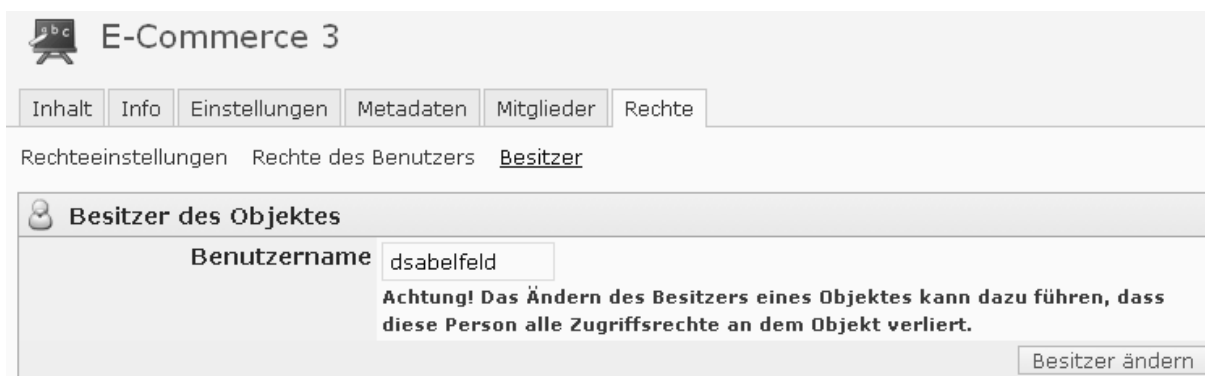 abc
E-Commerce 3
Inhalt Info Einstellungen Metadaten Mitglieder Rechte
Rechteeinstellungen Rechte des Benutzers Besitzer
Besitzer des Objektes
Benutzername dsabelfeld
Achtung! Das Ändern des Besitzers eines Objektes kann dazu führen, dass
diese Person alle Zugriffsrechte an dem Objekt verliert.
Besitzer ändern